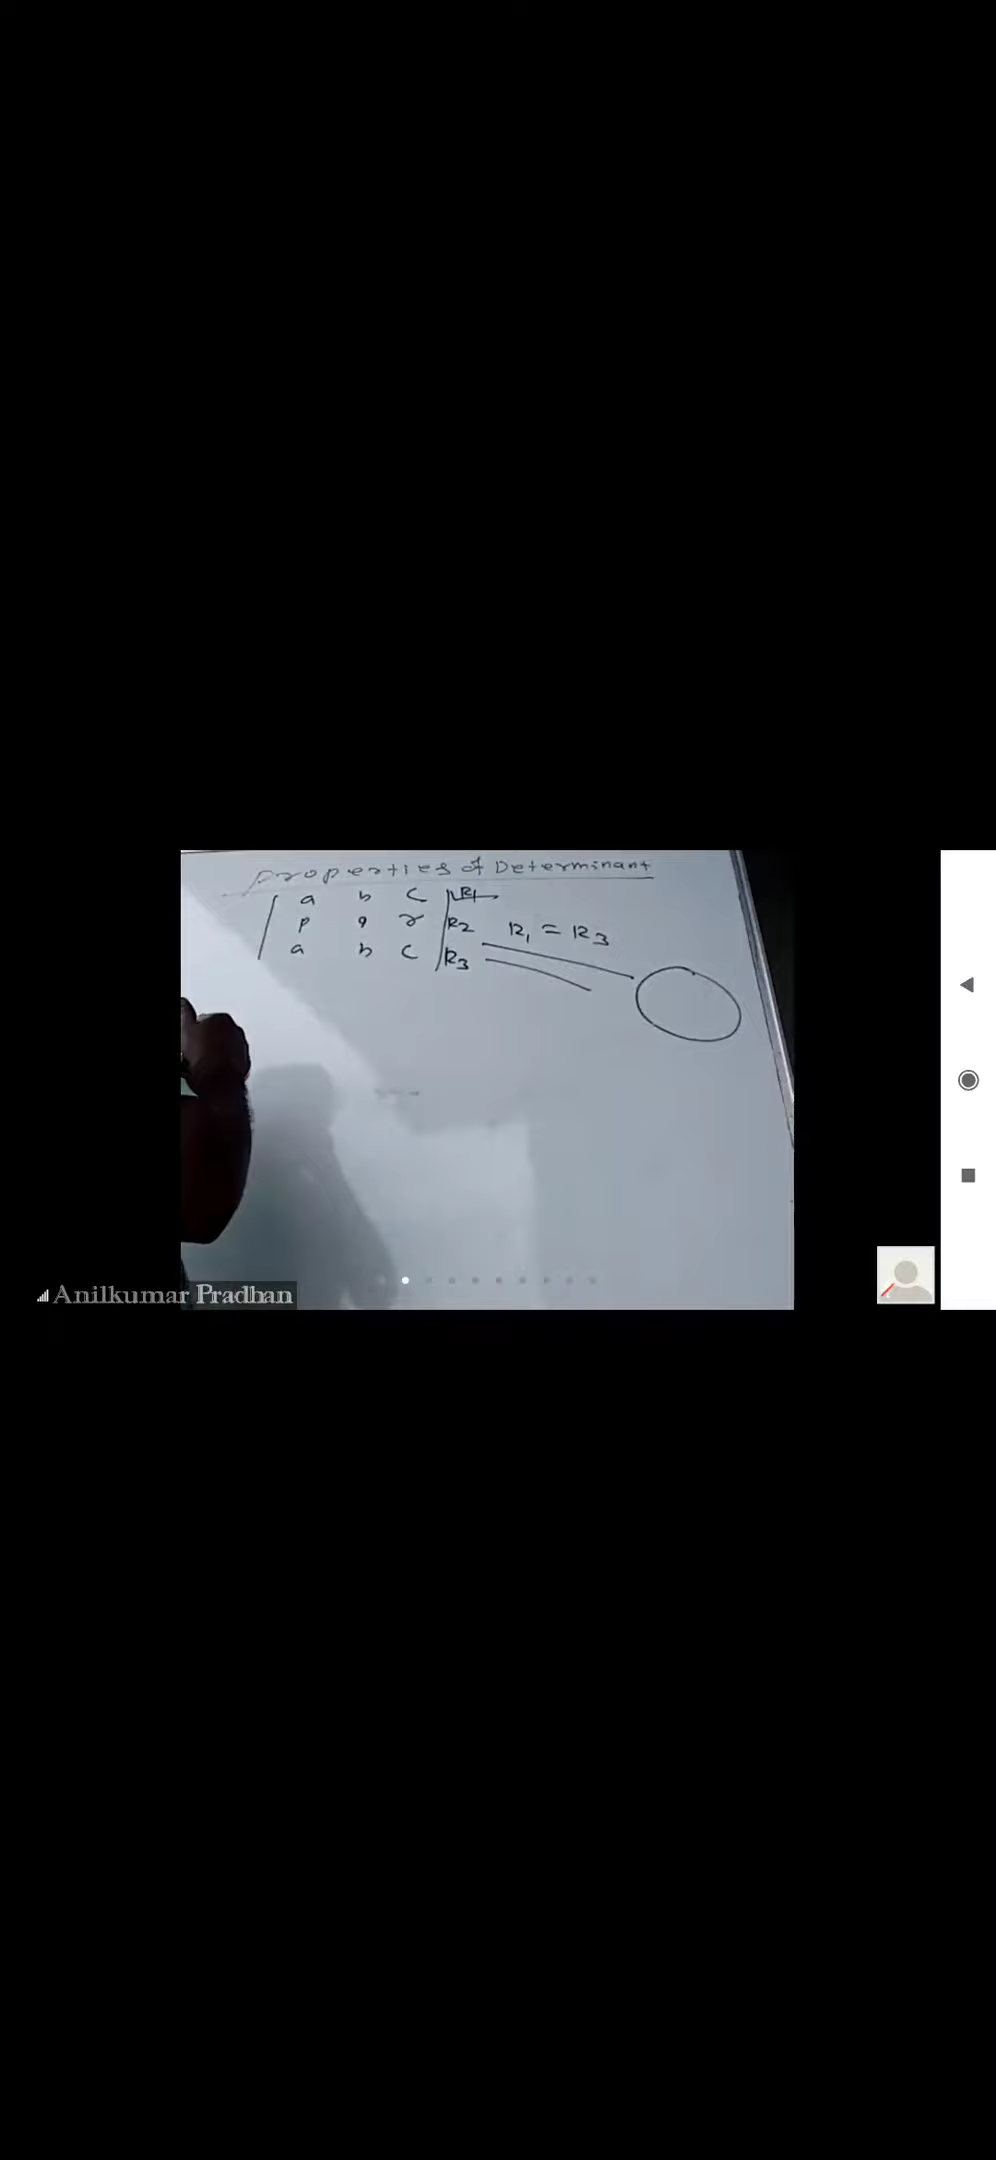 Properties of Determinant
a b c R1
p q r R2 R1 = R3
a b c R3
Anilkumar Pradhan